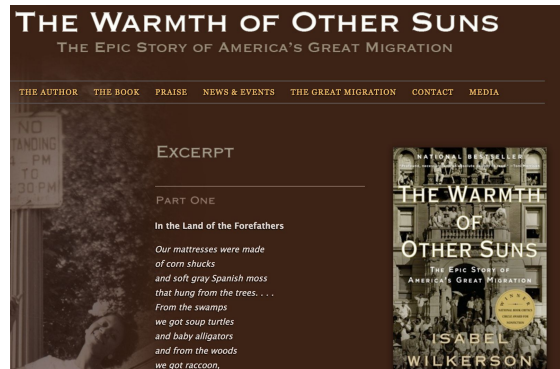 THE WARMTH OF OTHER SUNS
THE EPIC STORY OF AMERICA'S GREAT MIGRATION
THE AUTHOR THE BOOK PRAISE NEWS & EVENTS THE GREAT MIGRATION CONTACT MEDIA
NO
TANDING
PM
TO
30 PM
EXCERPT
PART ONE
In the Land of the Forefathers
Our mattresses were made
of corn shucks
and soft gray Spanish moss
that hung from the trees. . . .
From the swamps
we got soup turtles
and baby alligators
and from the woods
we got raccoon,
NATIONAL BESTSELLER
THE WARMTH
OF
OTHER SUNS
THE EPIC STORY OF
AMERICA'S GREAT MIGRATION
WINNER
ISABEL
WILKERSON